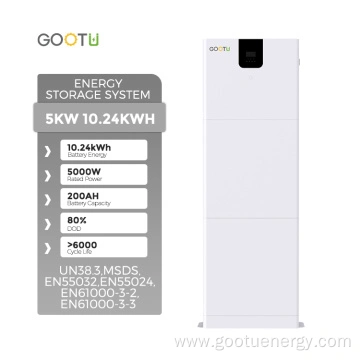 GOOTU
ENERGY
STORAGE SYSTEM
5KW 10.24KWH
10.24kWh
Battery Energy
5000W
Rated Power
200AH
Battery Capacity
80%
DOD
>6000
Cycle Life
UN38.3,MSDS,
EN55032,EN55024,
EN61000-3-2,
EN61000-3-3
GOOTU
www.gootuenergy.com